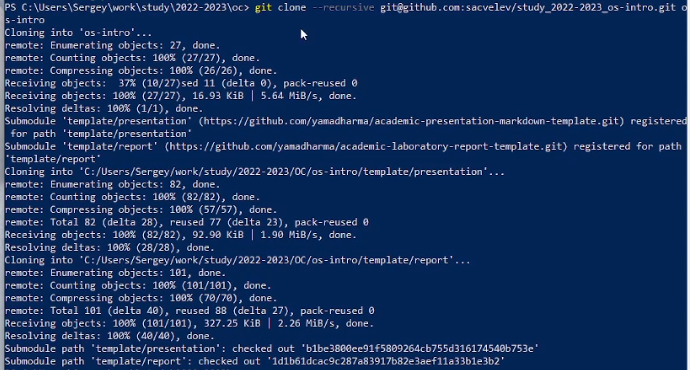 PS C:\Users\Sergey\work\study\2022-2023\oc> git clone --recursive git@github.com:sacvelev/study_2022-2023_os-intro.git o
s-intro
Cloning into 'os-intro'...
remote: Enumerating objects: 27, done.
remote: Counting objects: 100% (27/27), done.
remote: Compressing objects: 100% (26/26), done.
Receiving objects:  37% (10/27)sed 11 (delta 0), pack-reused 0
Receiving objects: 100% (27/27), 16.93 KiB | 5.64 MiB/s, done.
Resolving deltas: 100% (1/1), done.
Submodule 'template/presentation' (https://github.com/yamadharma/academic-presentation-markdown-template.git) registered
 for path 'template/presentation'
Submodule 'template/report' (https://github.com/yamadharma/academic-laboratory-report-template.git) registered for path
'template/report'
Cloning into 'C:/Users/Sergey/work/study/2022-2023/OC/os-intro/template/presentation'...
remote: Enumerating objects: 82, done.
remote: Counting objects: 100% (82/82), done.
remote: Compressing objects: 100% (57/57), done.
remote: Total 82 (delta 28), reused 77 (delta 23), pack-reused 0
Receiving objects: 100% (82/82), 92.90 KiB | 1.90 MiB/s, done.
Resolving deltas: 100% (28/28), done.
Cloning into 'C:/Users/Sergey/work/study/2022-2023/OC/os-intro/template/report'...
remote: Enumerating objects: 101, done.
remote: Counting objects: 100% (101/101), done.
remote: Compressing objects: 100% (70/70), done.
remote: Total 101 (delta 40), reused 88 (delta 27), pack-reused 0
Receiving objects: 100% (101/101), 327.25 KiB | 2.26 MiB/s, done.
Resolving deltas: 100% (40/40), done.
Submodule path 'template/presentation': checked out 'b1be3800ee91f5809264cb755d316174540b753e'
Submodule path 'template/report': checked out '1d1b61dcac9c287a83917b82e3aef11a33b1e3b2'